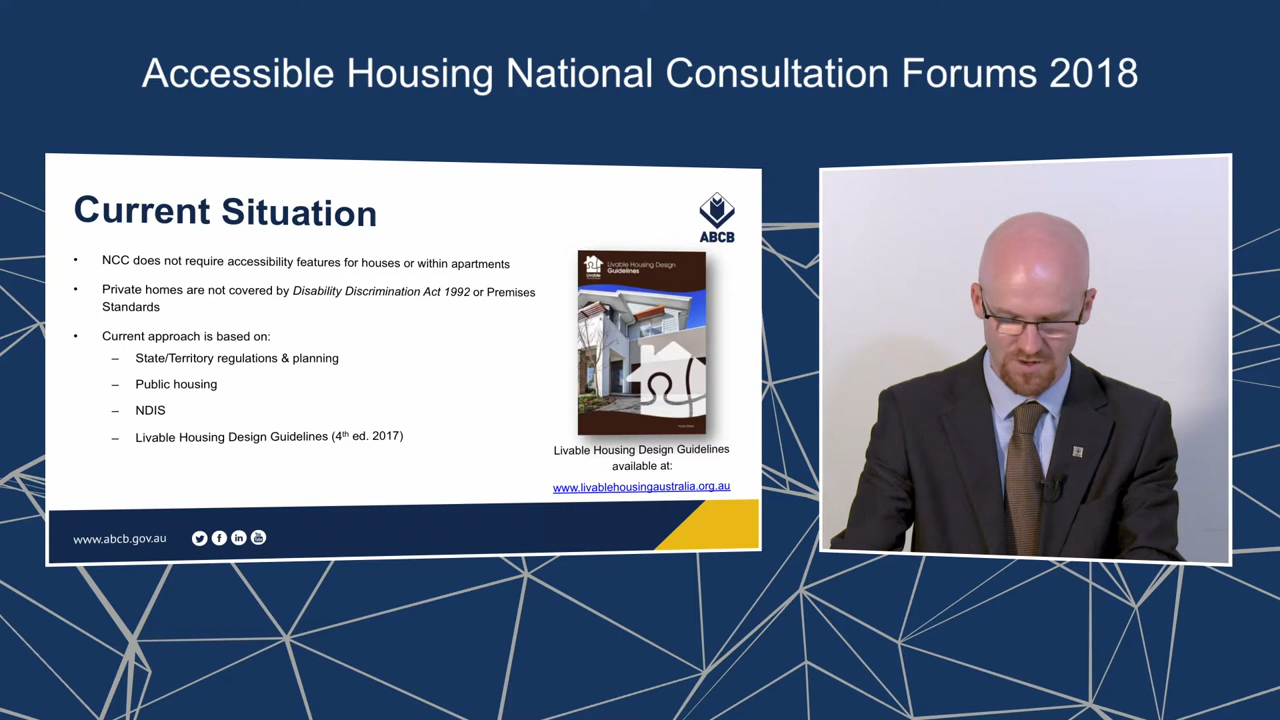 Accessible Housing National Consultation Forums 2018
Current Situation
ABCB
• NCC does not require accessibility features for houses or within apartments
• Private homes are not covered by Disability Discrimination Act 1992 or Premises
Standards
• Current approach is based on:
– State/Territory regulations & planning
– Public housing
– NDIS
– Livable Housing Design Guidelines (4th ed. 2017)
Livable Housing Design
Guidelines
Livable Housing Design Guidelines
available at:
www.livablehousingaustralia.org.au
www.abcb.gov.au